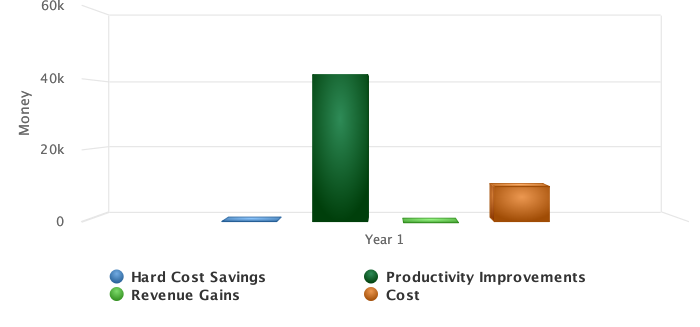 60k
40k
20k
0
Money
Year 1
Hard Cost Savings
Productivity Improvements
Revenue Gains
Cost